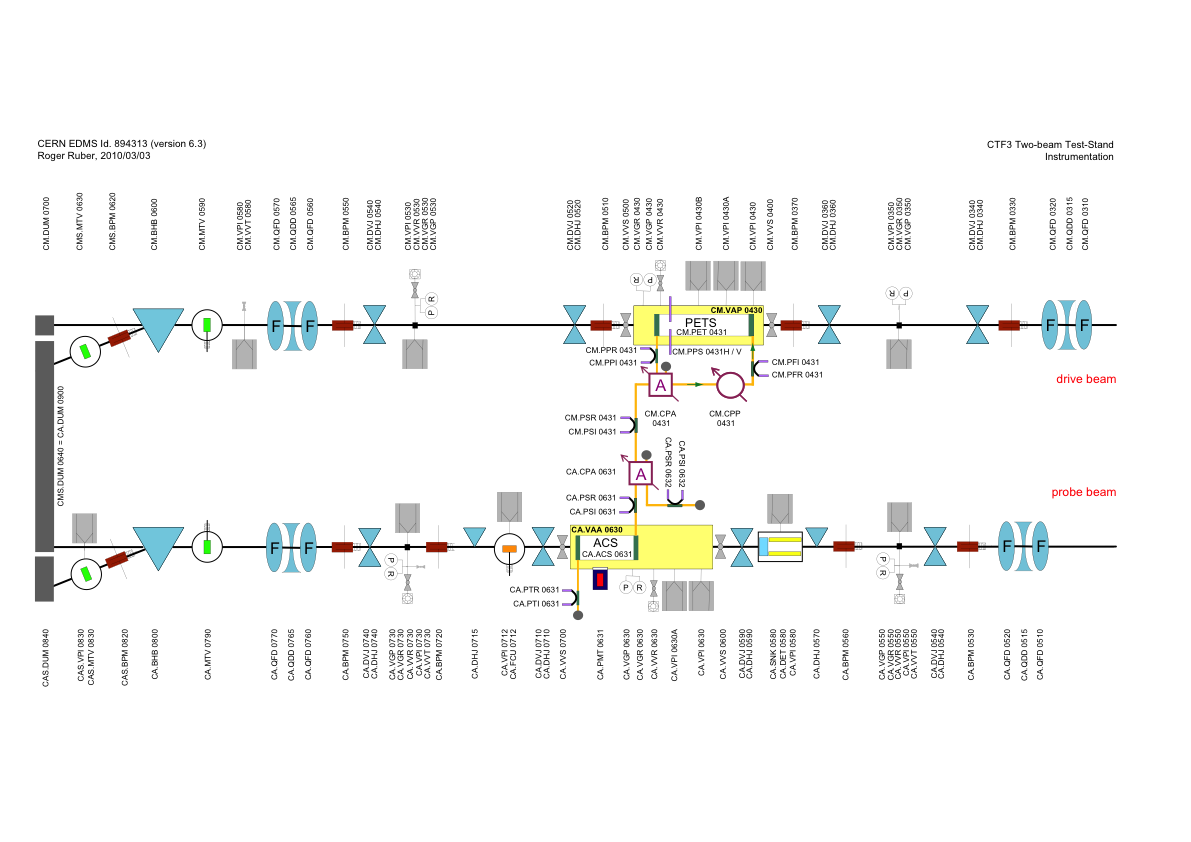 CERN EDMS Id. 894313 (version 6.3)
Roger Ruber, 2010/03/03
CTF3 Two-beam Test-Stand
Instrumentation
CM.DUM 0700
CMS.MTV 0630
CMS.BPM 0620
CM.BHB 0600
CM.MTV 0590
CM.VPI 0580
CM.VVT 0580
CM.QFD 0570
CM.QDD 0565
CM.QFD 0560
CM.BPM 0550
CM.DVJ 0540
CM.DHJ 0540
CM.VPI 0530
CM.VVR 0530
CM.VGR 0530
CM.VGP 0530
CM.DVJ 0520
CM.DHJ 0520
CM.BPM 0510
CM.VVS 0500
CM.VGR 0430
CM.VGP 0430
CM.VVR 0430
CM.VPI 0430B
CM.VPI 0430A
CM.VPI 0430
CM.VVS 0400
CM.BPM 0370
CM.DVJ 0360
CM.DHJ 0360
CM.VPI 0350
CM.VGR 0350
CM.VGP 0350
CM.DVJ 0340
CM.DHJ 0340
CM.BPM 0330
CM.QFD 0320
CM.QDD 0315
CM.QFD 0310
R
P
R
P
R
P
CM.VAP 0430
F
F
PETS
F
F
CM.PET 0431
CM.PPR 0431
CM.PPS 0431H / V
CM.PPI 0431
CM.PFI 0431
CM.PFR 0431
drive beam
A
CM.CPA
0431
CM.CPP
0431
CM.PSR 0431
CM.PSI 0431
CMS.DUM 0640 = CA.DUM 0900
CA.PSR 0632
CA.PSI 0632
CA.CPA 0631
A
probe beam
CA.PSR 0631
CA.PSI 0631
CA.VAA 0630
F
F
ACS
F
F
CA.ACS 0631
P
R
P
R
P
R
CA.PTR 0631
CA.PTI 0631
CAS.DUM 0840
CAS.VPI 0830
CAS.MTV 0830
CAS.BPM 0820
CA.BHB 0800
CA.MTV 0790
CA.QFD 0770
CA.QDD 0765
CA.QFD 0760
CA.BPM 0750
CA.DVJ 0740
CA.DHJ 0740
CA.VGP 0730
CA.VGR 0730
CA.VVR 0730
CA.VPI 0730
CA.VVT 0730
CA.BPM 0720
CA.DHJ 0715
CA.VPI 0712
CA.FCU 0712
CA.DVJ 0710
CA.DHJ 0710
CA.VVS 0700
CA.PMT 0631
CA.VGP 0630
CA.VGR 0630
CA.VVR 0630
CA.VPI 0630A
CA.VPI 0630
CA.VVS 0600
CA.DVJ 0590
CA.DHJ 0590
CA.SNK 0580
CA.DET 0580
CA.VPI 0580
CA.DHJ 0570
CA.BPM 0560
CA.VGP 0550
CA.VGR 0550
CA.VVR 0550
CA.VPI 0550
CA.VVT 0550
CA.DVJ 0540
CA.DHJ 0540
CA.BPM 0530
CA.QFD 0520
CA.QDD 0515
CA.QFD 0510